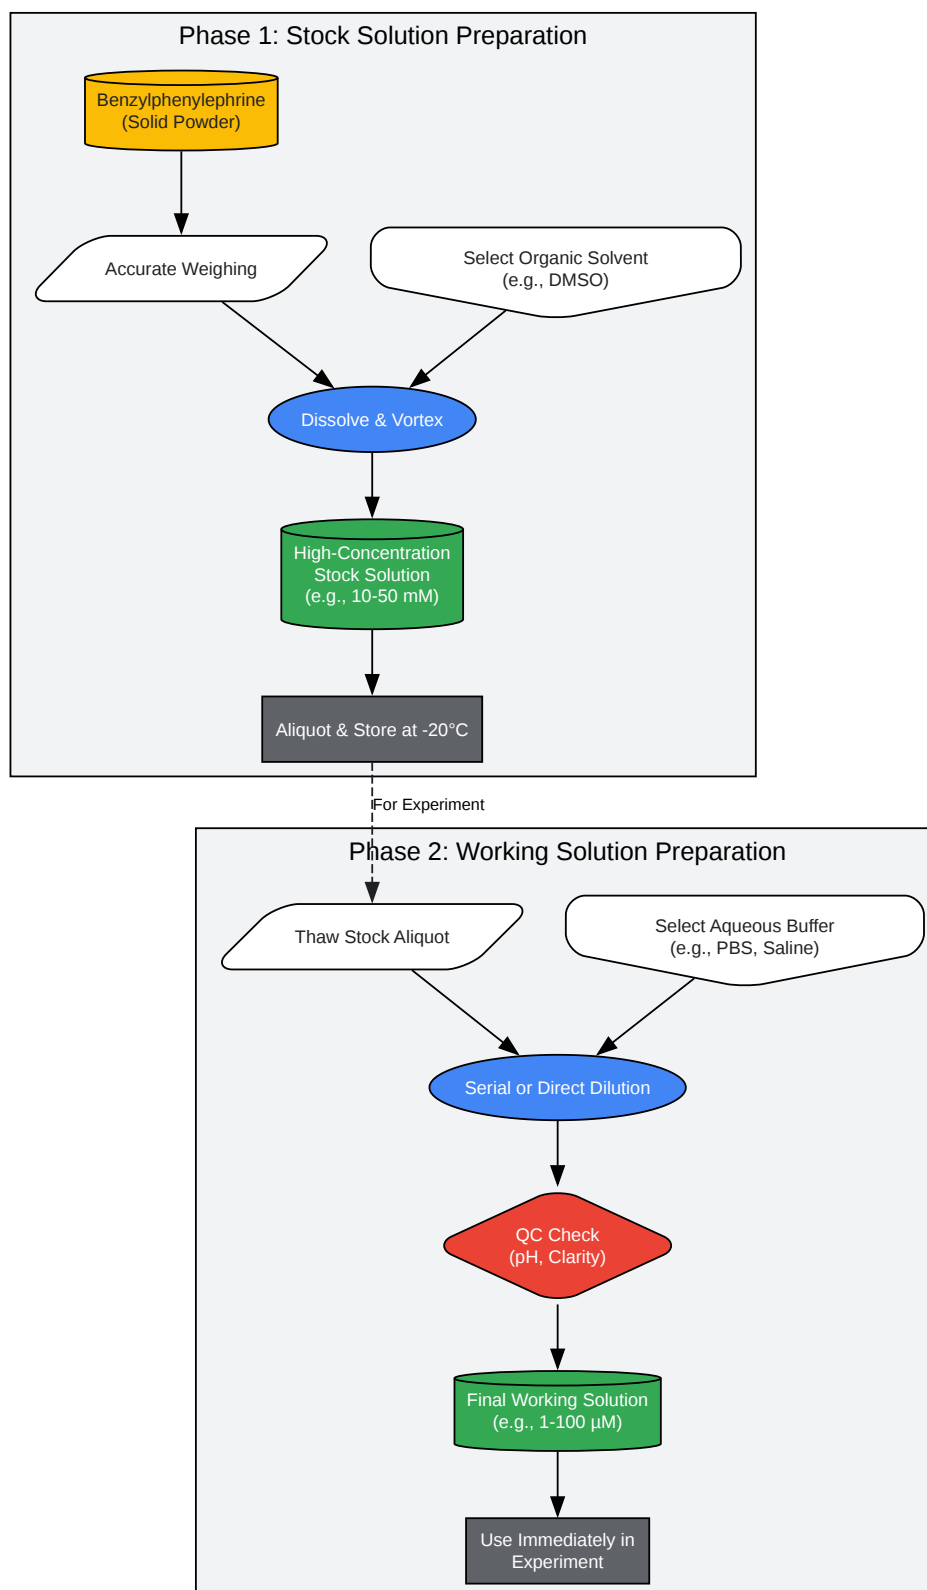 Phase 1: Stock Solution Preparation
Benzylphenylephrine
(Solid Powder)
Accurate Weighing
Select Organic Solvent
(e.g., DMSO)
Dissolve & Vortex
High-Concentration
Stock Solution
(e.g., 10-50 mM)
Aliquot & Store at -20°C
For Experiment
Phase 2: Working Solution Preparation
Thaw Stock Aliquot
Select Aqueous Buffer
(e.g., PBS, Saline)
Serial or Direct Dilution
QC Check
(pH, Clarity)
Final Working Solution
(e.g., 1-100 µM)
Use Immediately in
Experiment